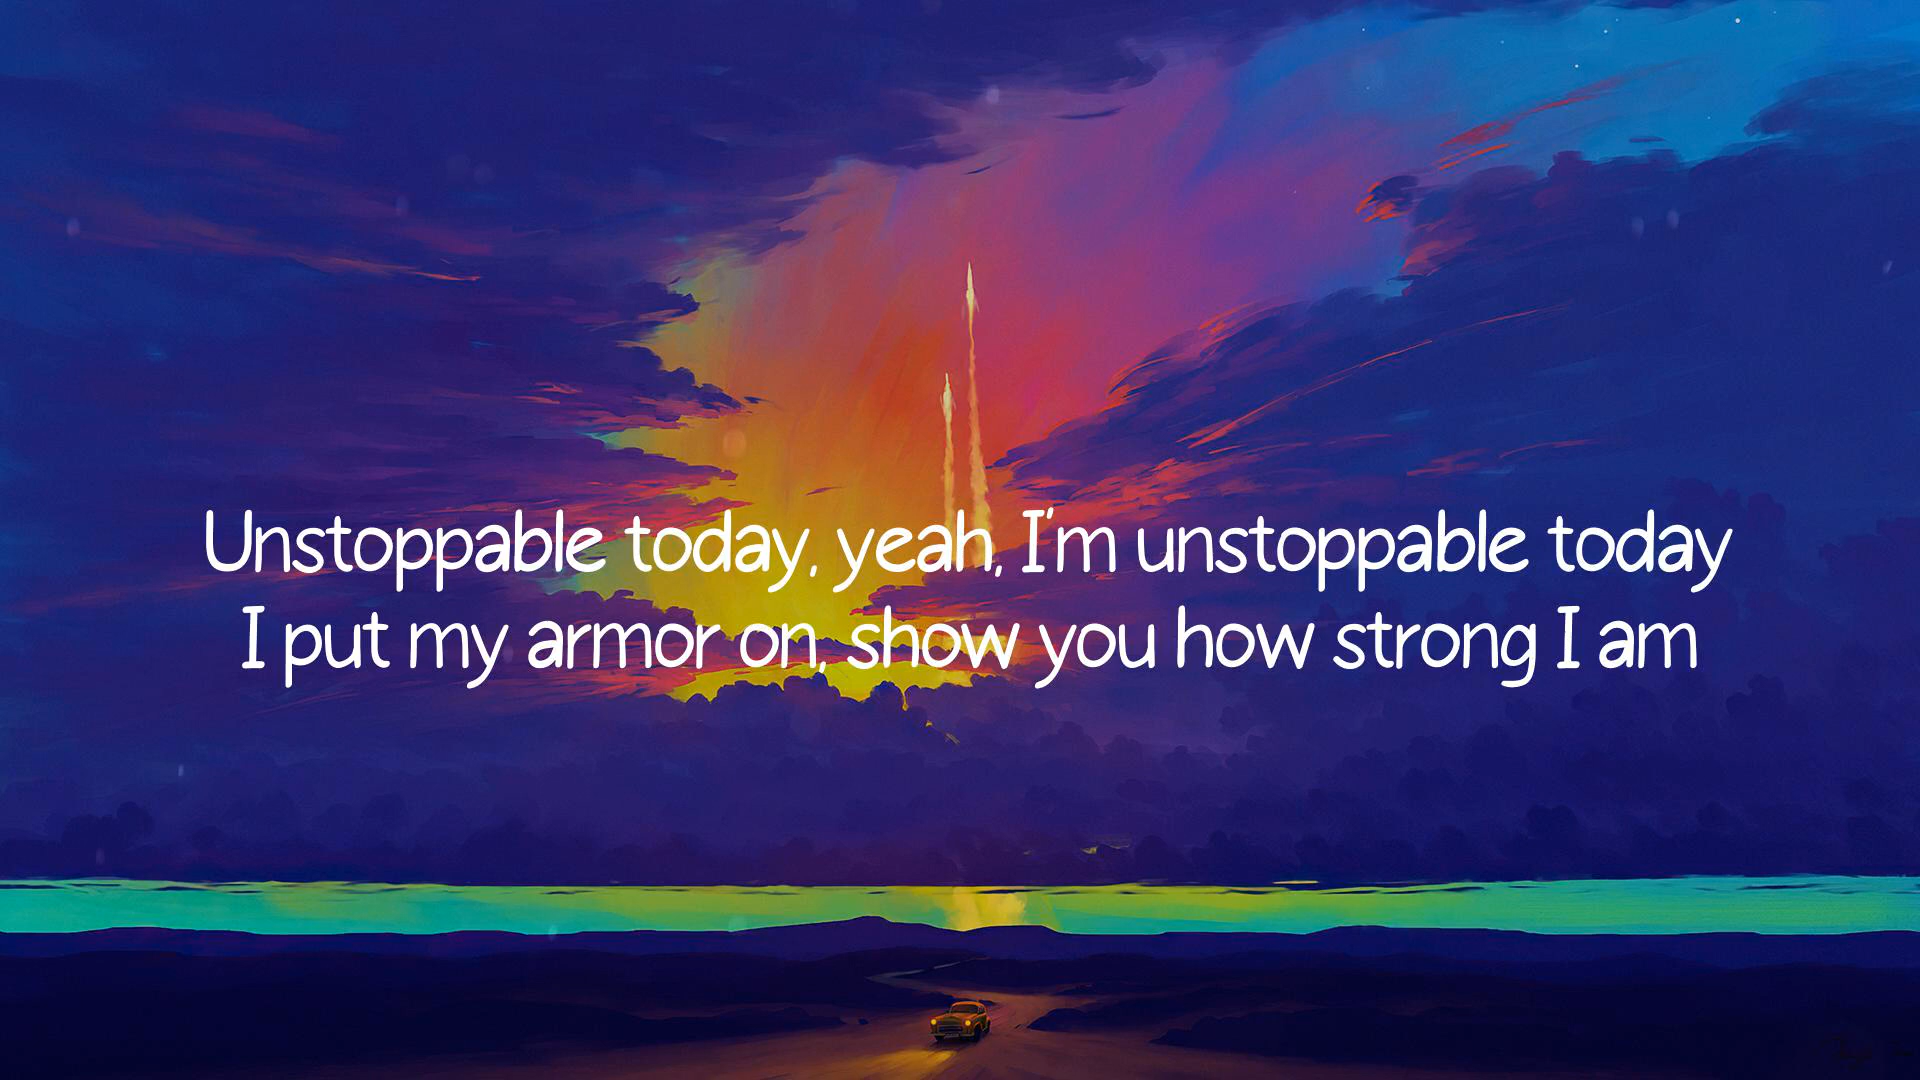 Unstoppable today, yeah, I'm unstoppable today
I put my armor on, show you how strong I am